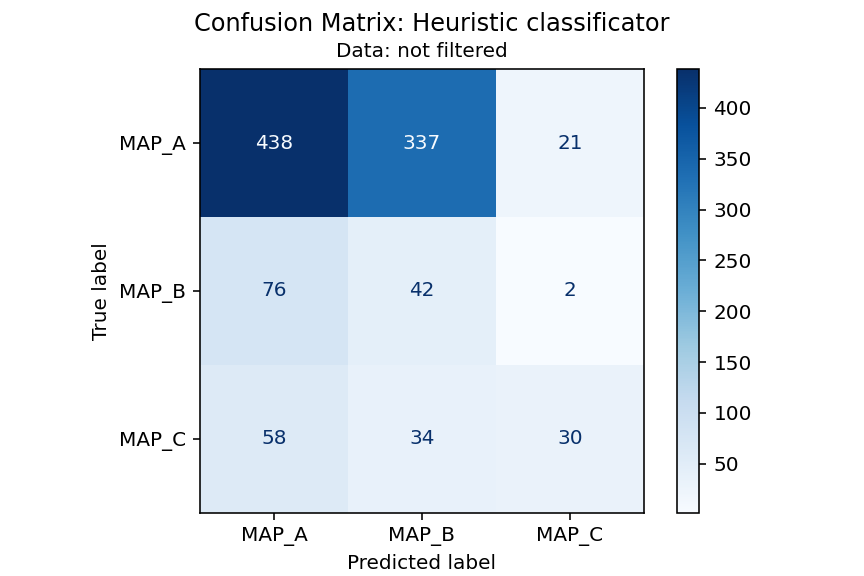 Confusion Matrix: Heuristic classificator
Data: not filtered
True label
MAP_A 438 337 21
MAP_B 76 42 2
MAP_C 58 34 30
MAP_A MAP_B MAP_C
Predicted label
400
350
300
250
200
150
100
50